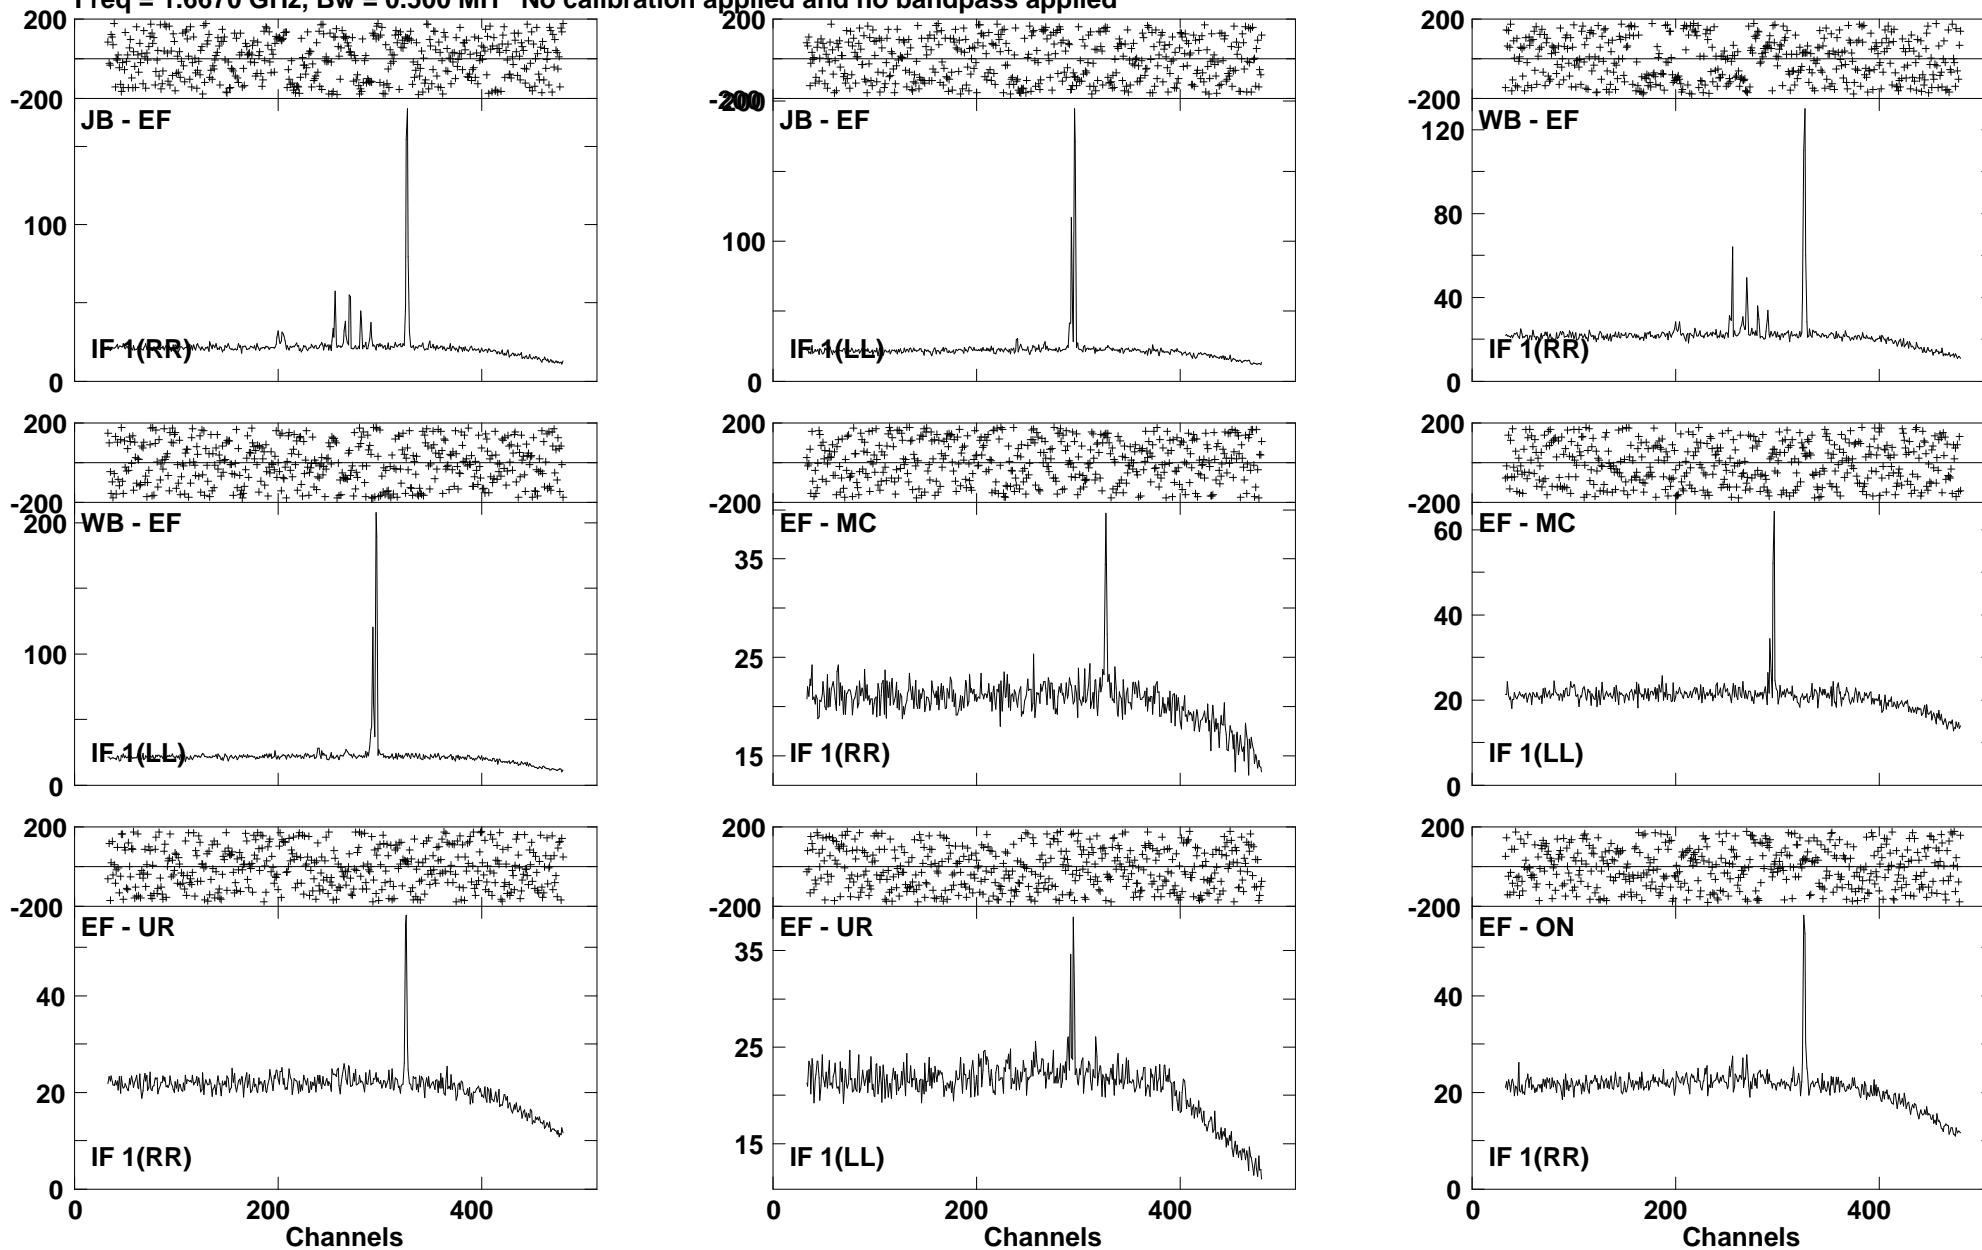 Freq = 1.6670 GHz, Bw = 0.500 MH No calibration applied and no bandpass applied
200
-200
JB - EF
100
IF 1(RR)
0
-200
200
JB - EF
100
IF 1(LL)
0
200
-200
WB - EF
120
80
40
IF 1(RR)
0
200
-200
200
WB - EF
100
IF 1(LL)
0
200
-200
EF - MC
35
25
15
IF 1(RR)
200
-200
EF - MC
60
40
20
IF 1(LL)
0
200
-200
EF - UR
40
20
IF 1(RR)
0
0 200 400
Channels
200
-200
EF - UR
35
25
15
IF 1(LL)
0 200 400
Channels
200
-200
EF - ON
40
20
IF 1(RR)
0
0 200 400
Channels